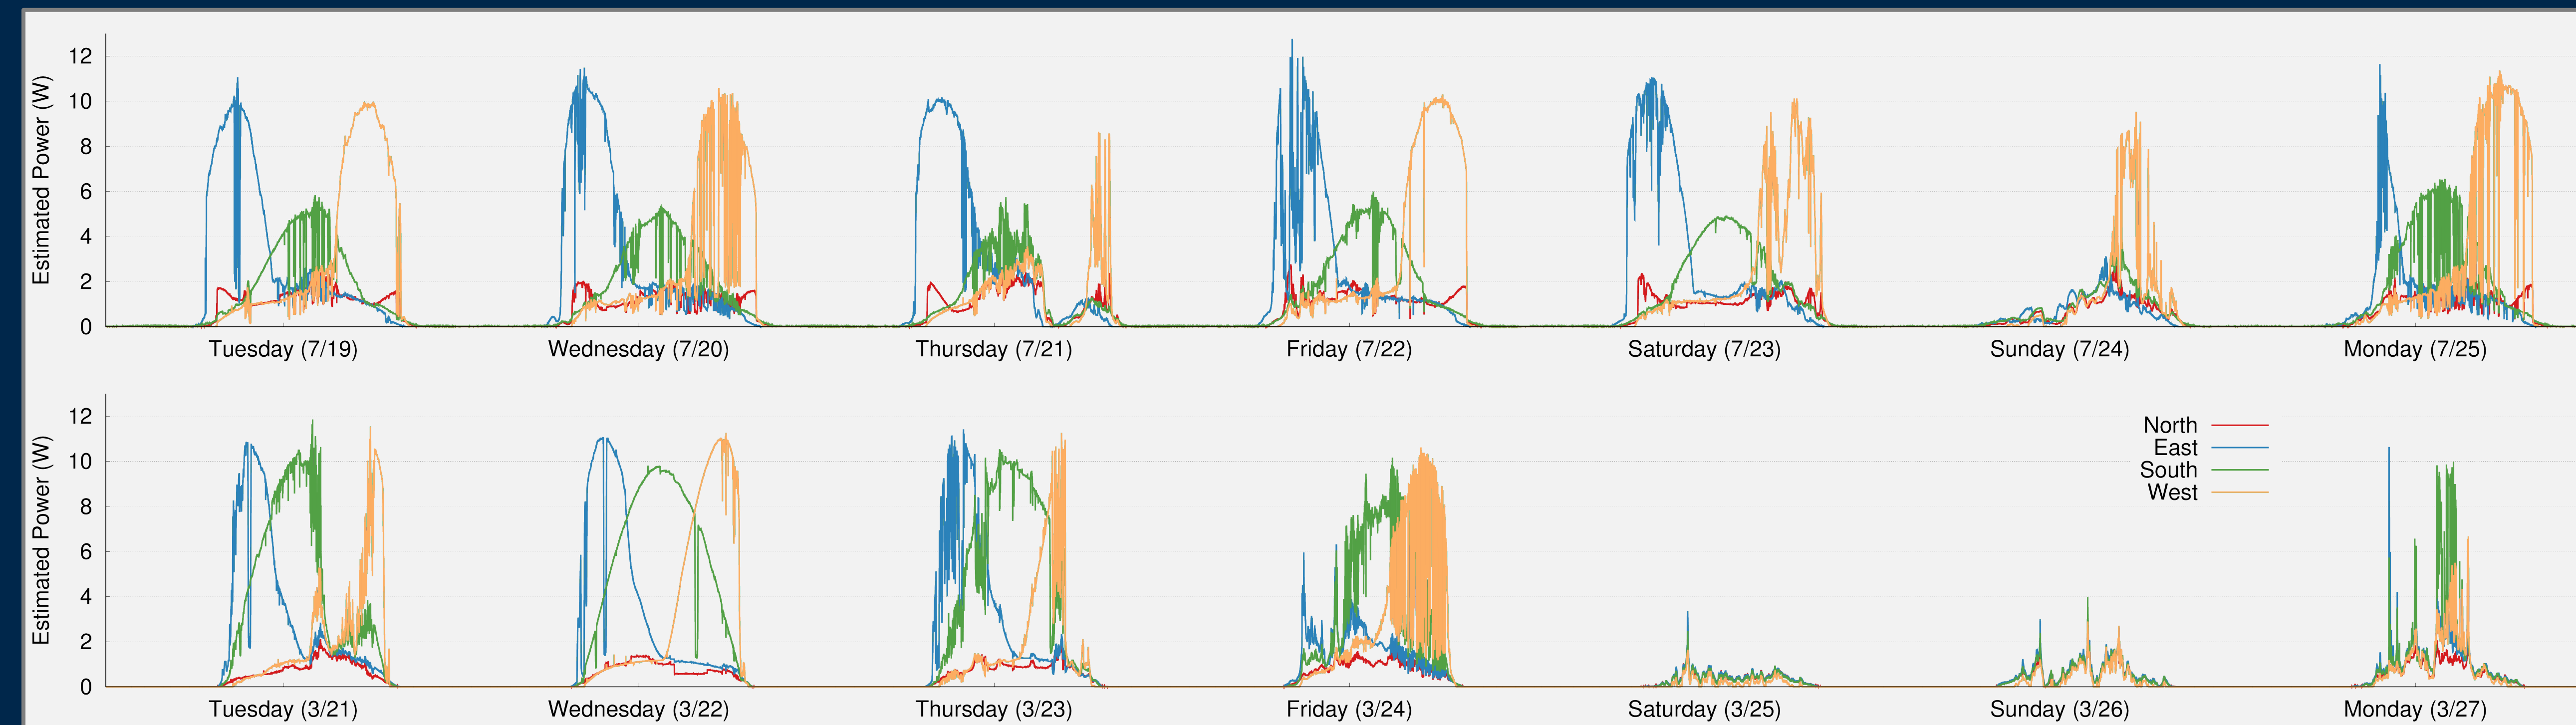 Estimated Power (W)
12
10
8
6
4
2
0
Tuesday (7/19) Wednesday (7/20) Thursday (7/21) Friday (7/22) Saturday (7/23) Sunday (7/24) Monday (7/25)
Estimated Power (W)
12
10
8
6
4
2
0
North
East
South
West
Tuesday (3/21) Wednesday (3/22) Thursday (3/23) Friday (3/24) Saturday (3/25) Sunday (3/26) Monday (3/27)